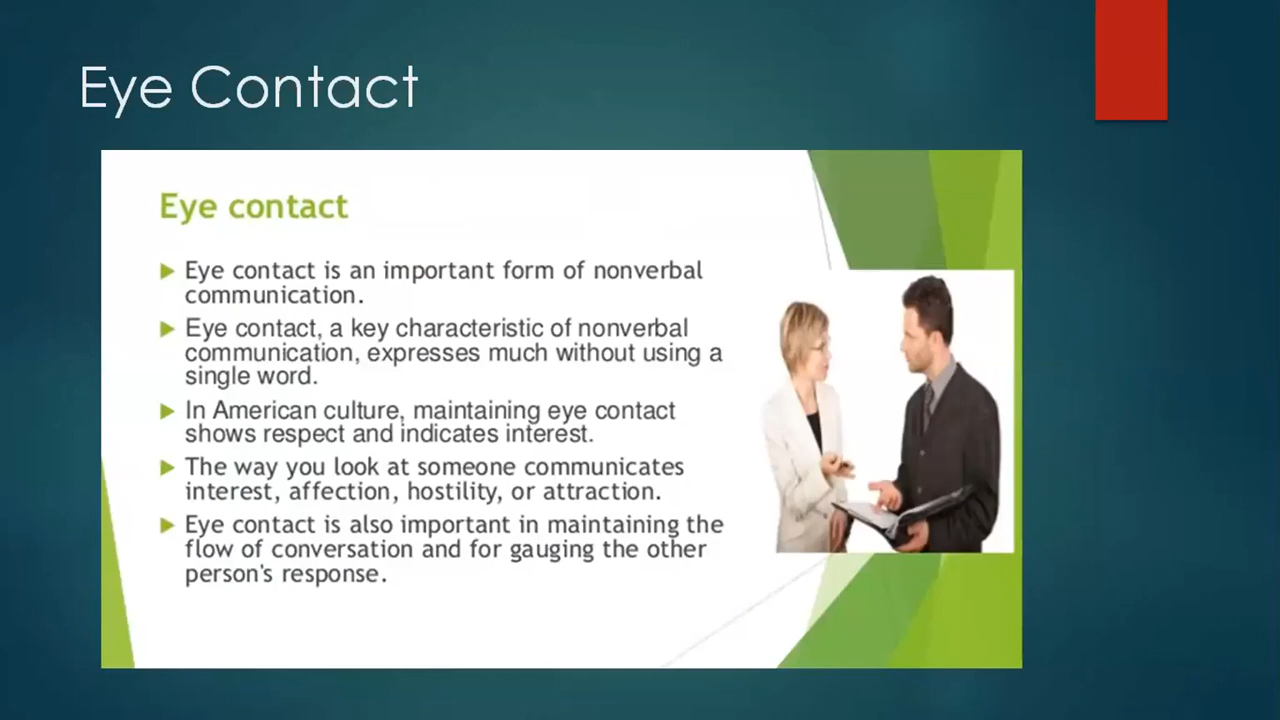 Eye Contact
Eye contact
Eye contact is an important form of nonverbal
communication.
Eye contact, a key characteristic of nonverbal
communication, expresses much without using a
single word.
In American culture, maintaining eye contact
shows respect and indicates interest.
The way you look at someone communicates
interest, affection, hostility, or attraction.
Eye contact is also important in maintaining the
flow of conversation and for gauging the other
person's response.